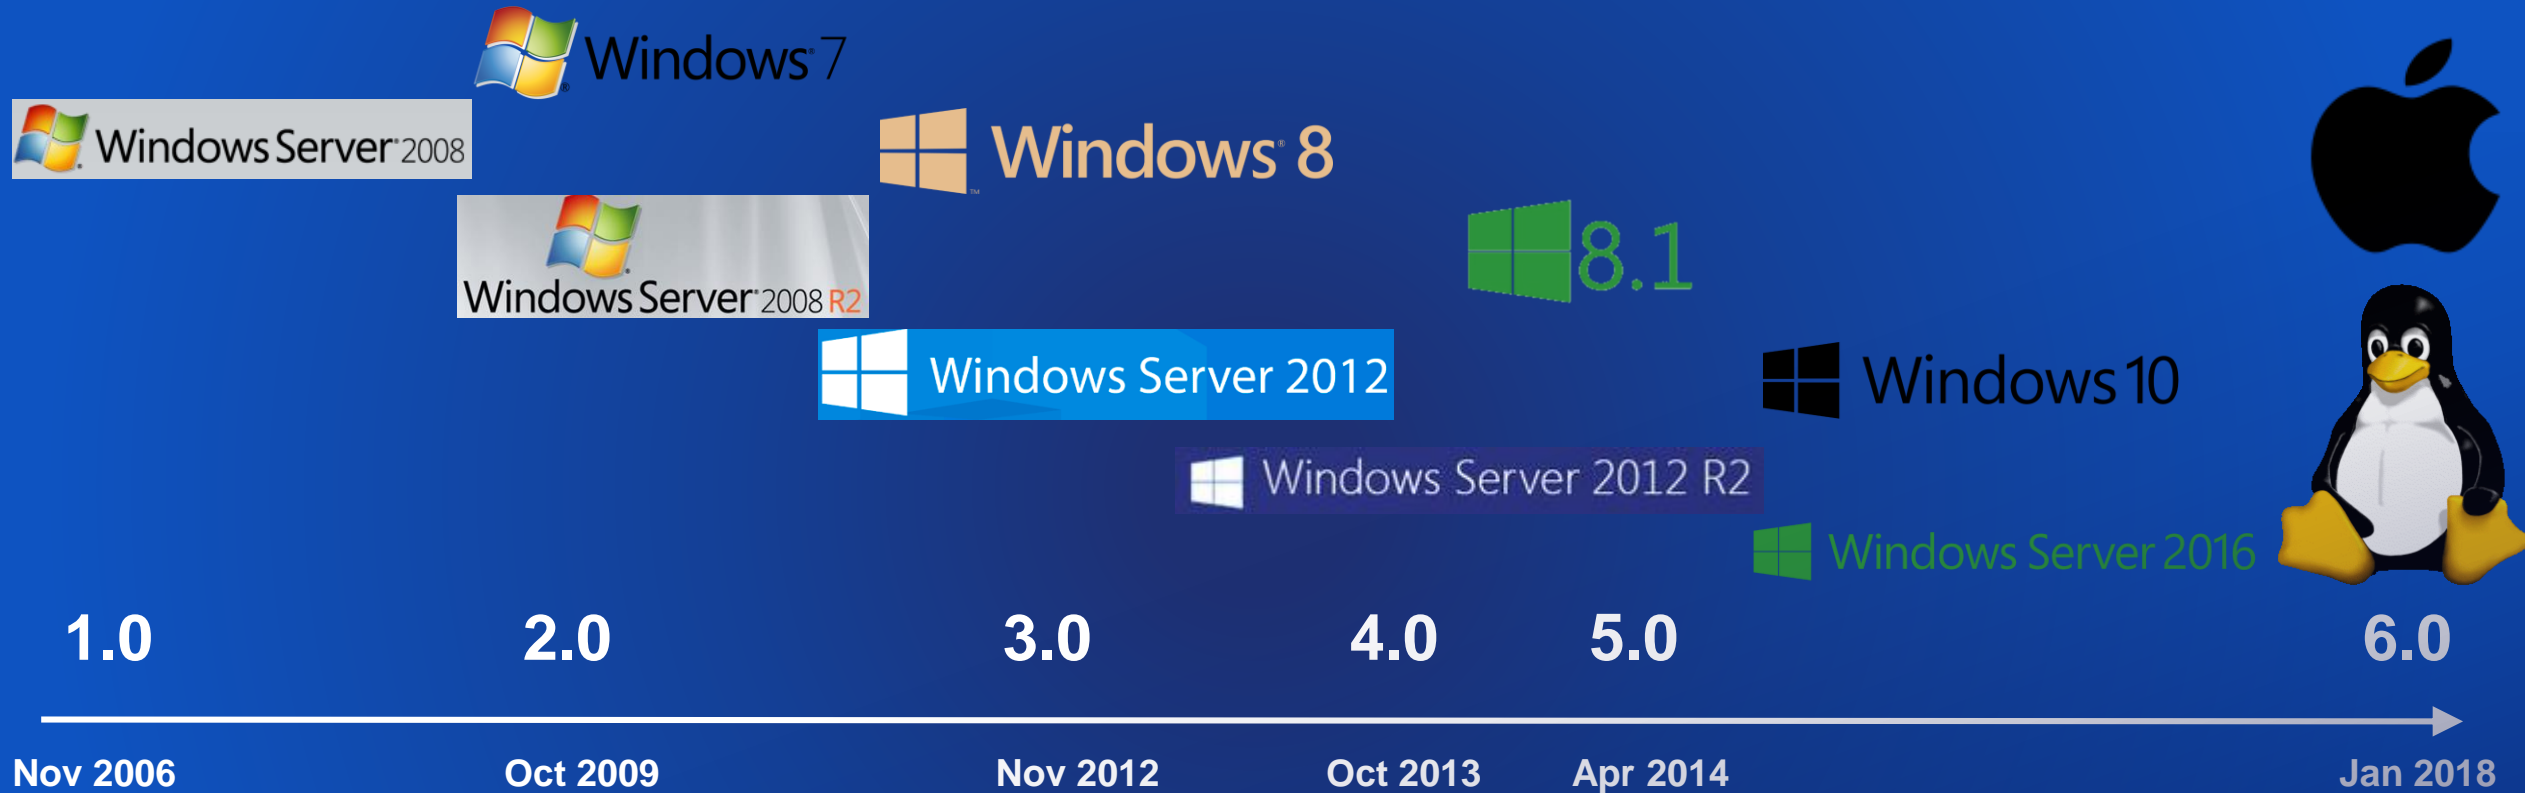 Windows® 7
Windows Server® 2008
Windows® 8
Windows Server® 2008 R2
8.1
Windows Server 2012
Windows 10
Windows Server 2012 R2
Windows Server 2016
1.0 2.0 3.0 4.0 5.0 6.0
Nov 2006 Oct 2009 Nov 2012 Oct 2013 Apr 2014 Jan 2018